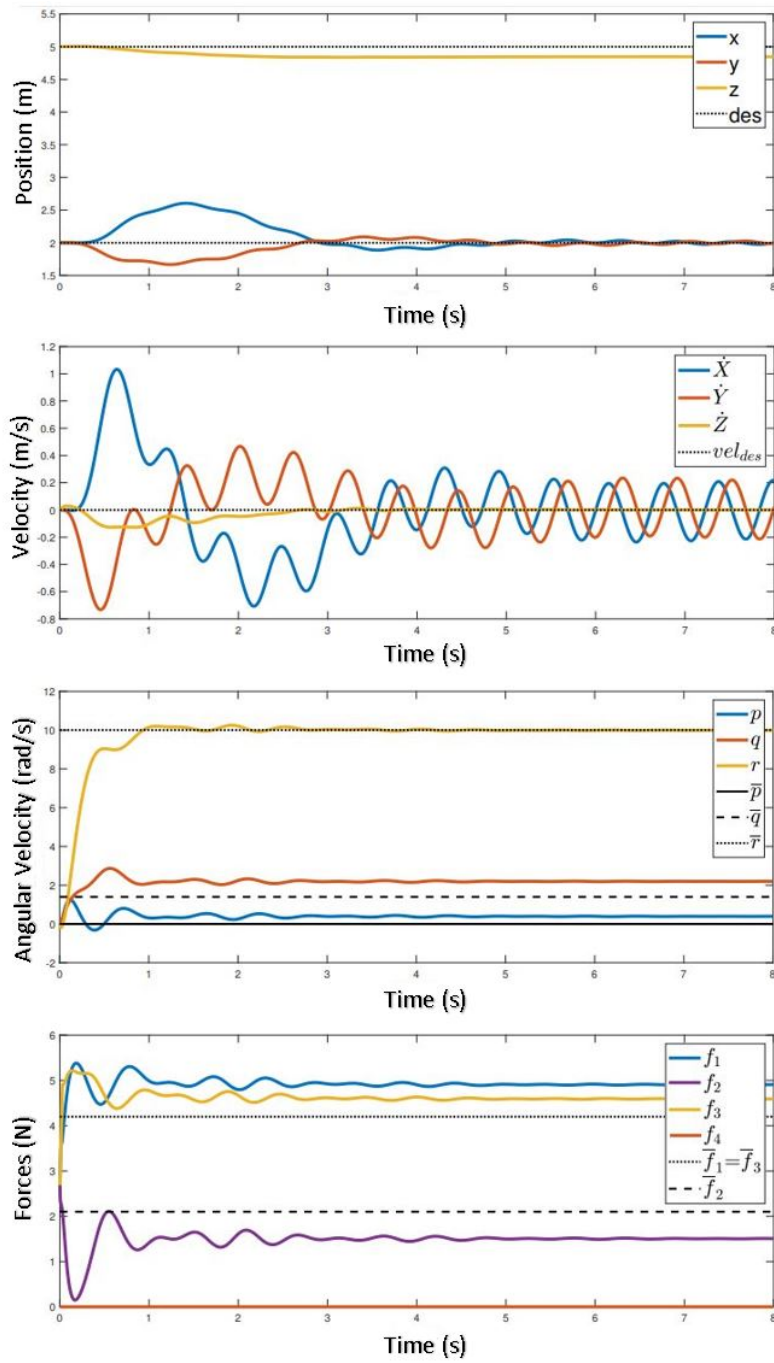 5.5
5
4.5
4
3.5
3
2.5
2
1.5
0 1 2 3 4 5 6 7 8
Position (m)
Time (s)
x
y
z
des
1.2
1
0.8
0.6
0.4
0.2
0
-0.2
-0.4
-0.6
-0.8
0 1 2 3 4 5 6 7 8
Velocity (m/s)
Time (s)
Ẋ
Ẏ
Ż
vel_des
12
10
8
6
4
2
0
-2
0 1 2 3 4 5 6 7 8
Angular Velocity (rad/s)
Time (s)
p
q
r
p̅
q̅
r̅
6
5
4
3
2
1
0
0 1 2 3 4 5 6 7 8
Forces (N)
Time (s)
f₁
f₂
f₃
f₄
f̅₁=f̅₃
f̅₂